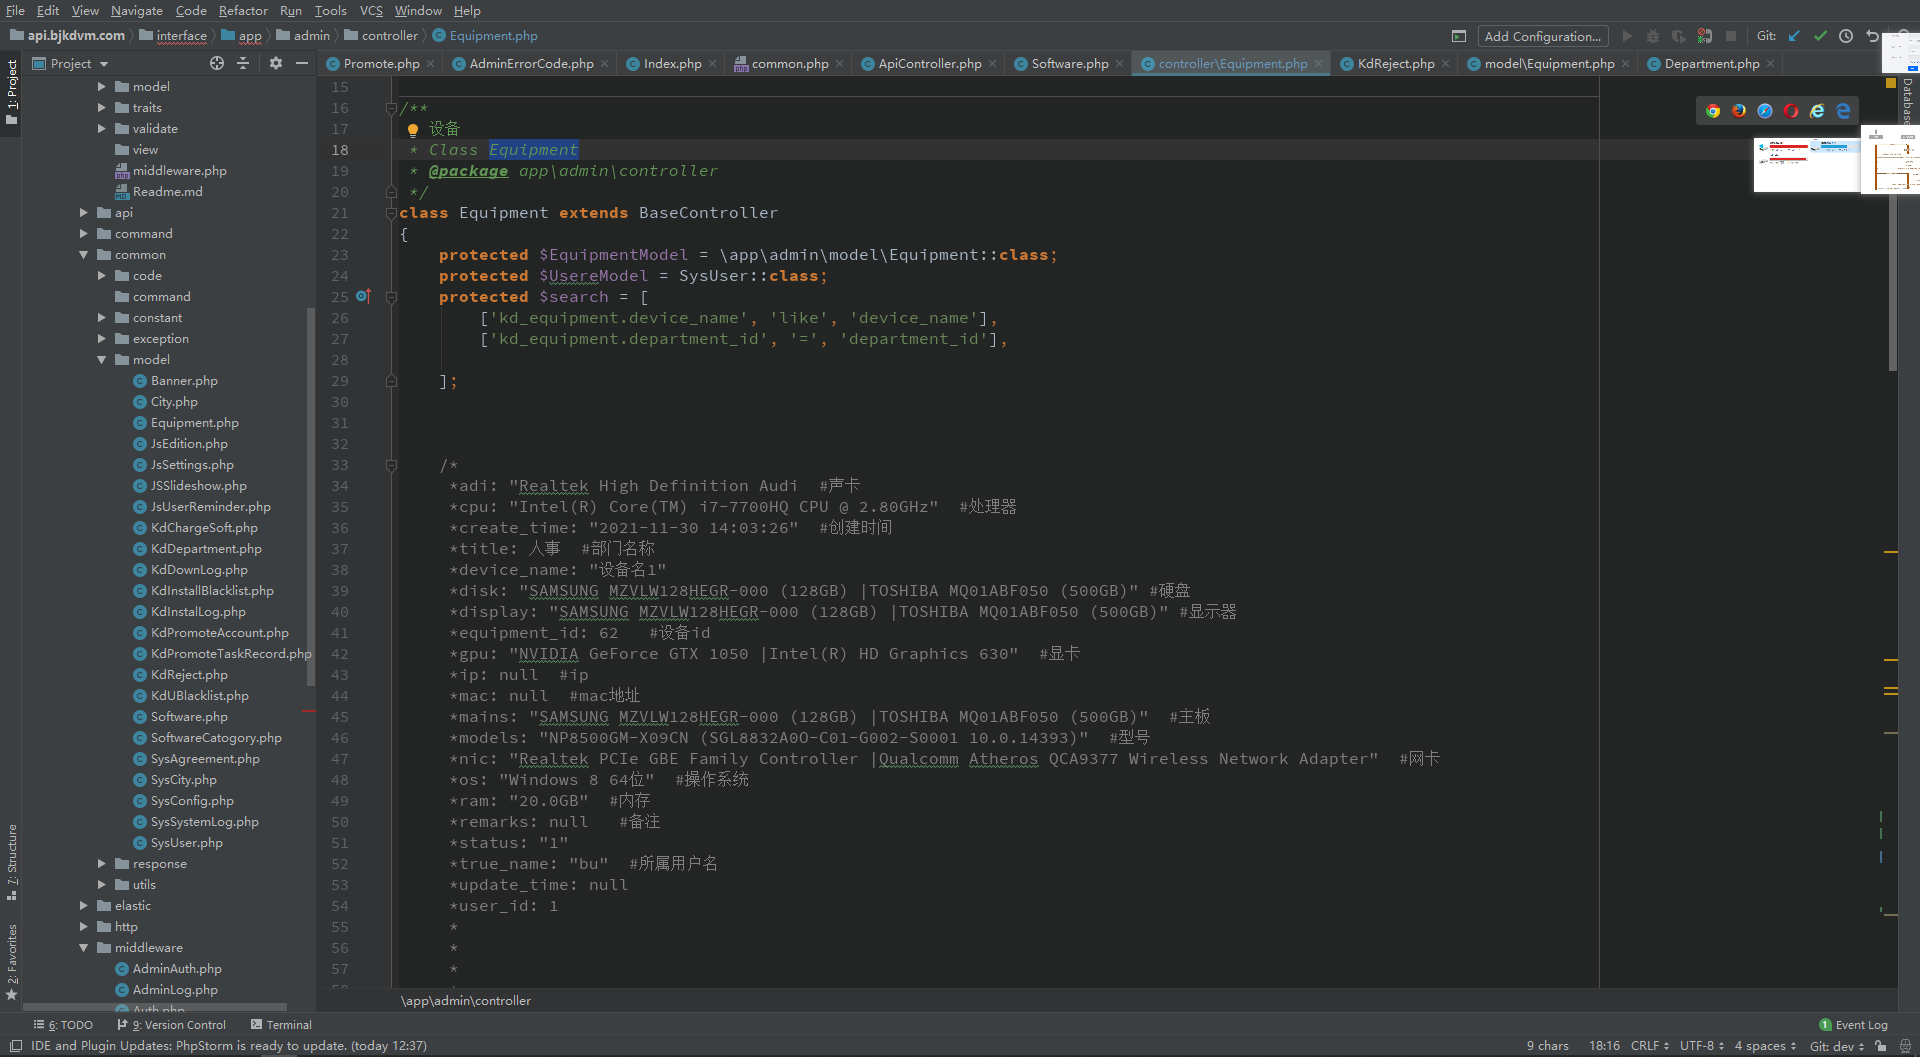 File Edit View Navigate Code Refactor Run Tools VCS Window Help
api.bjkdvm.com interface app admin controller Equipment.php
Add Configuration... Git:
Project
Promote.php AdminErrorCode.php Index.php common.php ApiController.php Software.php controller\Equipment.php KdReject.php model\Equipment.php Department.php
1: Project
7: Structure
2: Favorites
Database
model
traits
validate
view
middleware.php
Readme.md
api
command
common
code
command
constant
exception
model
Banner.php
City.php
Equipment.php
JsEdition.php
JsSettings.php
JSSlideshow.php
JsUserReminder.php
KdChargeSoft.php
KdDepartment.php
KdDownLog.php
KdInstallBlacklist.php
KdInstalLog.php
KdPromoteAccount.php
KdPromoteTaskRecord.php
KdReject.php
KdUBlacklist.php
Software.php
SoftwareCatogory.php
SysAgreement.php
SysCity.php
SysConfig.php
SysSystemLog.php
SysUser.php
response
utils
elastic
http
middleware
AdminAuth.php
AdminLog.php
Auth.php
15
16 /**
17 设备
18 * Class Equipment
19 * @package app\admin\controller
20 */
21 class Equipment extends BaseController
22 {
23 protected $EquipmentModel = \app\admin\model\Equipment::class;
24 protected $UsereModel = SysUser::class;
25 protected $search = [
26 ['kd_equipment.device_name', 'like', 'device_name'],
27 ['kd_equipment.department_id', '=', 'department_id'],
28
29 ];
30
31
32
33 /*
34 *adi: "Realtek High Definition Audi #声卡
35 *cpu: "Intel(R) Core(TM) i7-7700HQ CPU @ 2.80GHz" #处理器
36 *create_time: "2021-11-30 14:03:26" #创建时间
37 *title: 人事 #部门名称
38 *device_name: "设备名1"
39 *disk: "SAMSUNG MZVLW128HEGR-000 (128GB) |TOSHIBA MQ01ABF050 (500GB)" #硬盘
40 *display: "SAMSUNG MZVLW128HEGR-000 (128GB) |TOSHIBA MQ01ABF050 (500GB)" #显示器
41 *equipment_id: 62 #设备id
42 *gpu: "NVIDIA GeForce GTX 1050 |Intel(R) HD Graphics 630" #显卡
43 *ip: null #ip
44 *mac: null #mac地址
45 *mains: "SAMSUNG MZVLW128HEGR-000 (128GB) |TOSHIBA MQ01ABF050 (500GB)" #主板
46 *models: "NP8500GM-X09CN (SGL8832A0O-C01-G002-S0001 10.0.14393)" #型号
47 *nic: "Realtek PCIe GBE Family Controller |Qualcomm Atheros QCA9377 Wireless Network Adapter" #网卡
48 *os: "Windows 8 64位" #操作系统
49 *ram: "20.0GB" #内存
50 *remarks: null #备注
51 *status: "1"
52 *true_name: "bu" #所属用户名
53 *update_time: null
54 *user_id: 1
55 *
56 *
57 *
\app\admin\controller
6: TODO 9: Version Control Terminal 1 Event Log
IDE and Plugin Updates: PhpStorm is ready to update. (today 12:37) 9 chars 18:16 CRLF UTF-8 4 spaces Git: dev